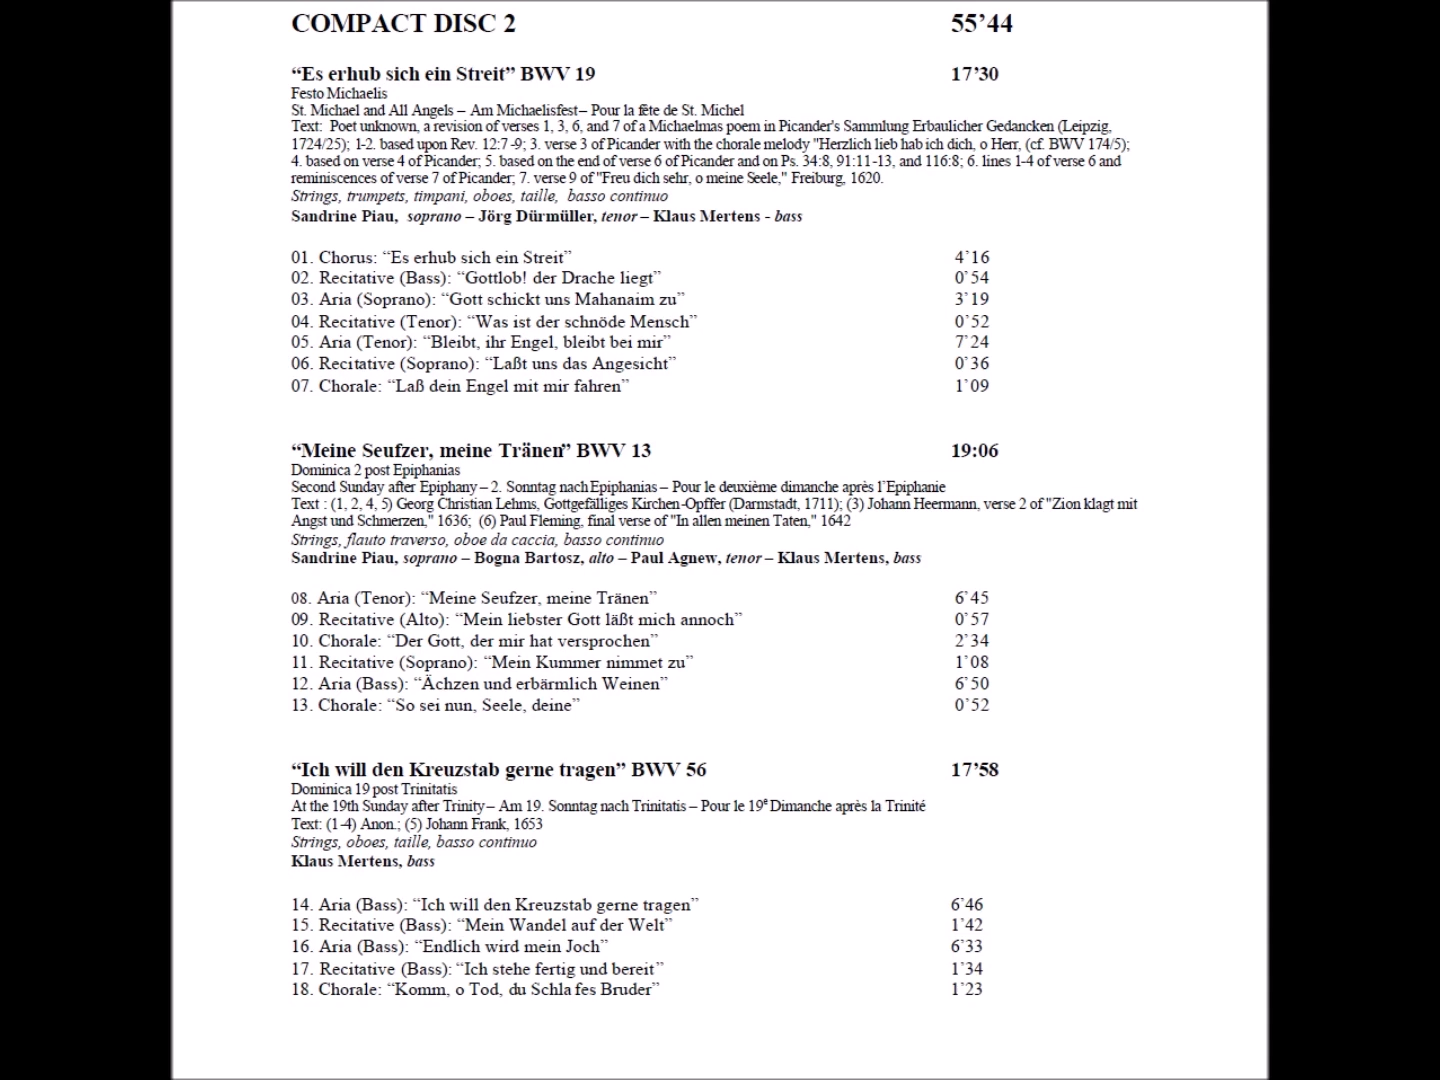 COMPACT DISC 2 55’44
“Es erhub sich ein Streit” BWV 19 17’30
Festo Michaelis
St. Michael and All Angels – Am Michaelisfest– Pour la fête de St. Michel
Text: Poet unknown, a revision of verses 1, 3, 6, and 7 of a Michaelmas poem in Picander's Sammlung Erbaulicher Gedancken (Leipzig,
1724/25); 1-2. based upon Rev. 12:7-9; 3. verse 3 of Picander with the chorale melody "Herzlich lieb hab ich dich, o Herr, (cf. BWV 174/5);
4. based on verse 4 of Picander; 5. based on the end of verse 6 of Picander and on Ps. 34:8, 91:11-13, and 116:8; 6. lines 1-4 of verse 6 and
reminiscences of verse 7 of Picander; 7. verse 9 of "Freu dich sehr, o meine Seele," Freiburg, 1620.
Strings, trumpets, timpani, oboes, taille, basso continuo
Sandrine Piau, soprano – Jörg Dürmüller, tenor – Klaus Mertens - bass
01. Chorus: “Es erhub sich ein Streit” 4’16
02. Recitative (Bass): “Gottlob! der Drache liegt” 0’54
03. Aria (Soprano): “Gott schickt uns Mahanaim zu” 3’19
04. Recitative (Tenor): “Was ist der schnöde Mensch” 0’52
05. Aria (Tenor): “Bleibt, ihr Engel, bleibt bei mir” 7’24
06. Recitative (Soprano): “Laßt uns das Angesicht” 0’36
07. Chorale: “Laß dein Engel mit mir fahren” 1’09
“Meine Seufzer, meine Tränen” BWV 13 19:06
Dominica 2 post Epiphanias
Second Sunday after Epiphany – 2. Sonntag nach Epiphanias – Pour le deuxième dimanche après l’Epiphanie
Text : (1, 2, 4, 5) Georg Christian Lehms, Gottgefälliges Kirchen-Opffer (Darmstadt, 1711); (3) Johann Heermann, verse 2 of "Zion klagt mit
Angst und Schmerzen," 1636; (6) Paul Fleming, final verse of "In allen meinen Taten," 1642
Strings, flauto traverso, oboe da caccia, basso continuo
Sandrine Piau, soprano – Bogna Bartosz, alto – Paul Agnew, tenor – Klaus Mertens, bass
08. Aria (Tenor): “Meine Seufzer, meine Tränen” 6’45
09. Recitative (Alto): “Mein liebster Gott läßt mich annoch” 0’57
10. Chorale: “Der Gott, der mir hat versprochen” 2’34
11. Recitative (Soprano): “Mein Kummer nimmet zu” 1’08
12. Aria (Bass): “Ächzen und erbärmlich Weinen” 6’50
13. Chorale: “So sei nun, Seele, deine” 0’52
“Ich will den Kreuzstab gerne tragen” BWV 56 17’58
Dominica 19 post Trinitatis
At the 19th Sunday after Trinity – Am 19. Sonntag nach Trinitatis – Pour le 19e Dimanche après la Trinité
Text: (1-4) Anon.; (5) Johann Frank, 1653
Strings, oboes, taille, basso continuo
Klaus Mertens, bass
14. Aria (Bass): “Ich will den Kreuzstab gerne tragen” 6’46
15. Recitative (Bass): “Mein Wandel auf der Welt” 1’42
16. Aria (Bass): “Endlich wird mein Joch” 6’33
17. Recitative (Bass): “Ich stehe fertig und bereit” 1’34
18. Chorale: “Komm, o Tod, du Schla fes Bruder” 1’23